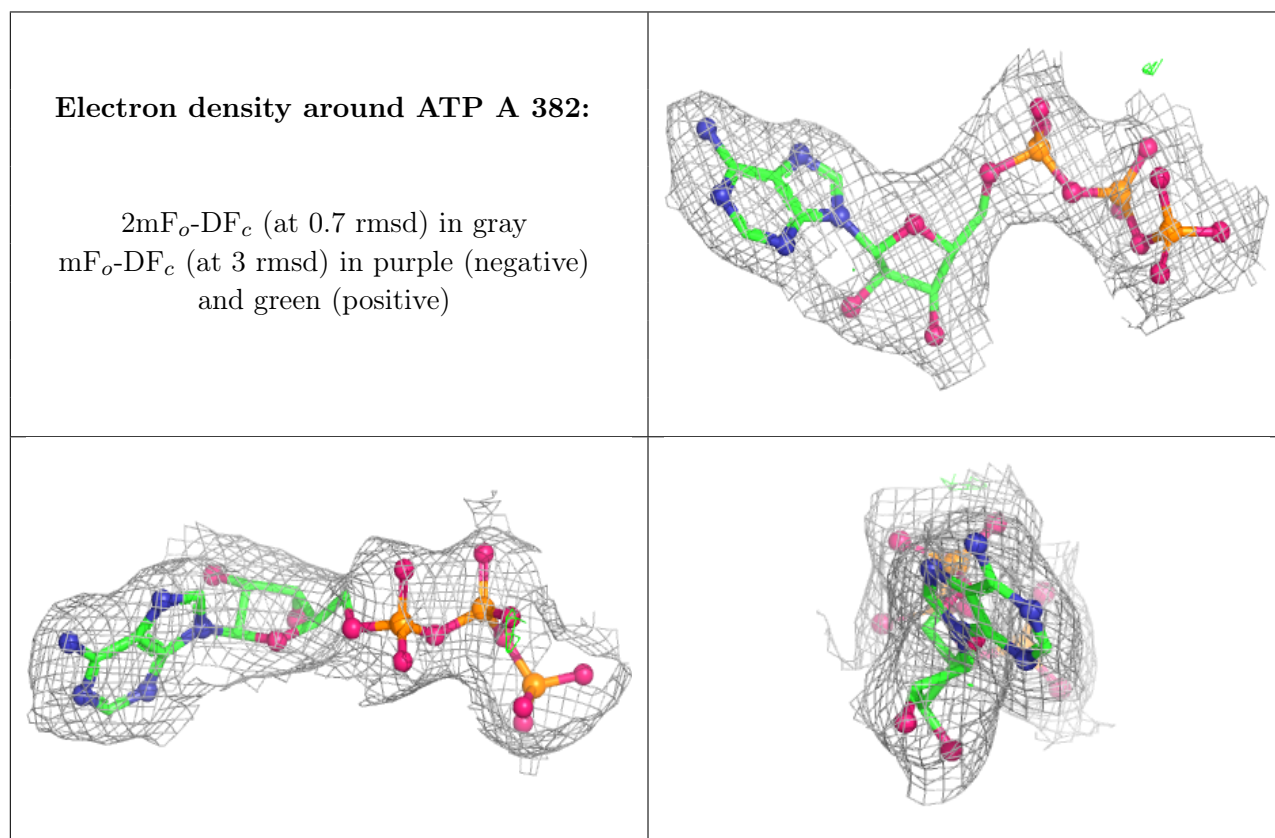 Electron density around ATP A 382:
2mFo-DFc (at 0.7 rmsd) in gray
mFo-DFc (at 3 rmsd) in purple (negative)
and green (positive)